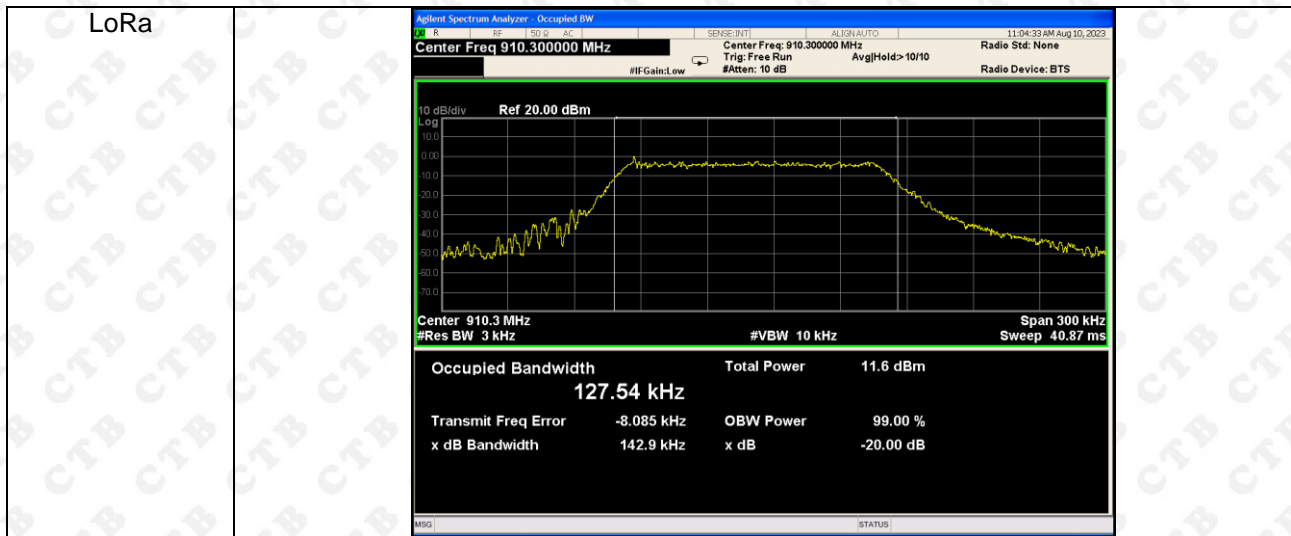 LoRa
Agilent Spectrum Analyzer - Occupied BW
R RF 50 Ω AC SENSE:INT ALIGN AUTO 11:04:33 AM Aug 10, 2023
Center Freq 910.300000 MHz Center Freq: 910.300000 MHz Radio Std: None
Trig: Free Run Avg|Hold:>10/10
#IFGain:Low #Atten: 10 dB Radio Device: BTS
10 dB/div Ref 20.00 dBm
Log
10.0
0.00
-10.0
-20.0
-30.0
-40.0
-50.0
-60.0
-70.0
Center 910.3 MHz Span 300 kHz
#Res BW 3 kHz #VBW 10 kHz Sweep 40.87 ms
Occupied Bandwidth Total Power 11.6 dBm
127.54 kHz
Transmit Freq Error -8.085 kHz OBW Power 99.00 %
x dB Bandwidth 142.9 kHz x dB -20.00 dB
MSG STATUS
CTB